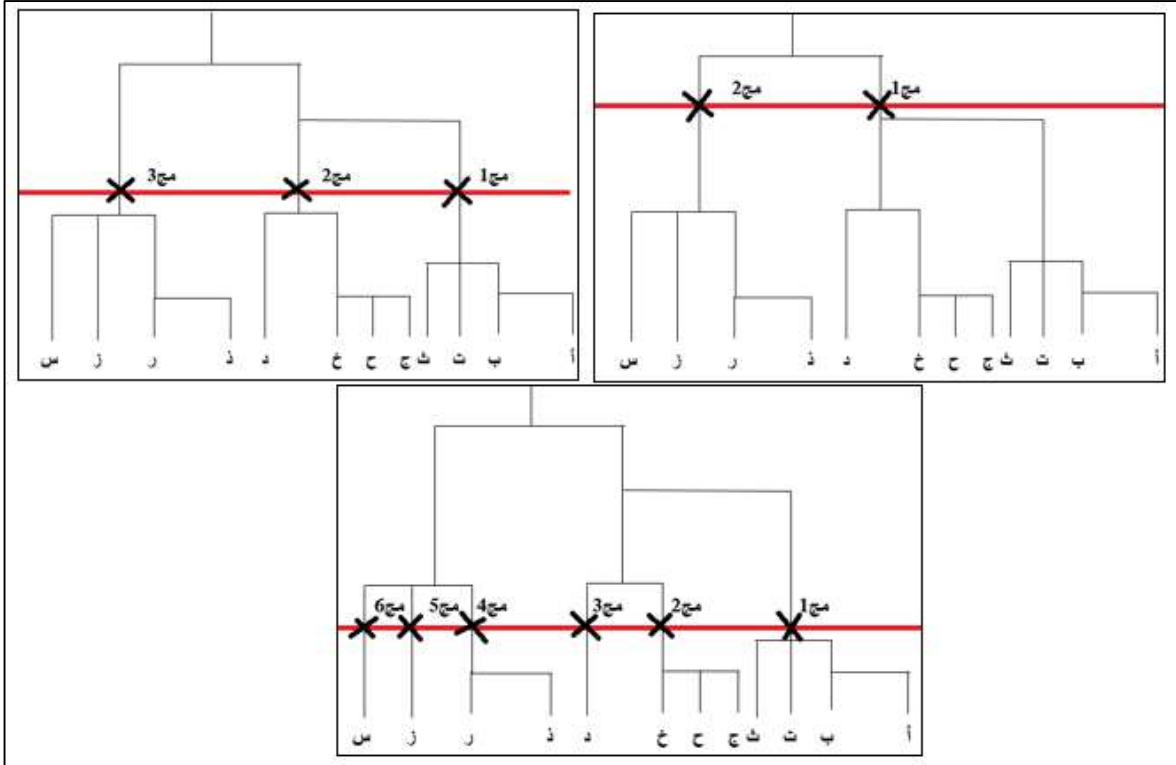 مج1 مج2
أ ب ت ث ج ح خ د ذ ر ز س
مج1 مج2 مج3
أ ب ت ث ج ح خ د ذ ر ز س
مج1 مج2 مج3 مج4 مج5 مج6
أ ب ت ث ج ح خ د ذ ر ز س